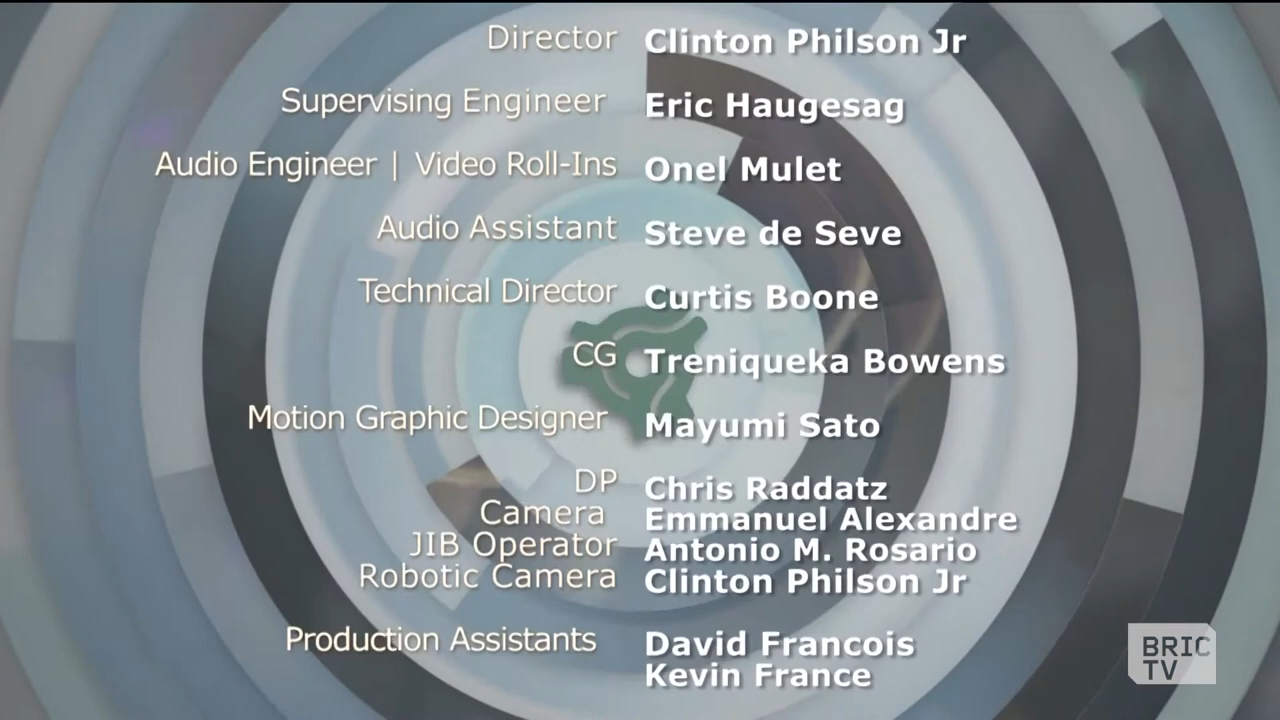 Director Clinton Philson Jr
Supervising Engineer Eric Haugesag
Audio Engineer | Video Roll-Ins Onel Mulet
Audio Assistant Steve de Seve
Technical Director Curtis Boone
CG Treniqueka Bowens
Motion Graphic Designer Mayumi Sato
DP Chris Raddatz
Camera Emmanuel Alexandre
JIB Operator Antonio M. Rosario
Robotic Camera Clinton Philson Jr
Production Assistants David Francois
Kevin France
BRIC
TV